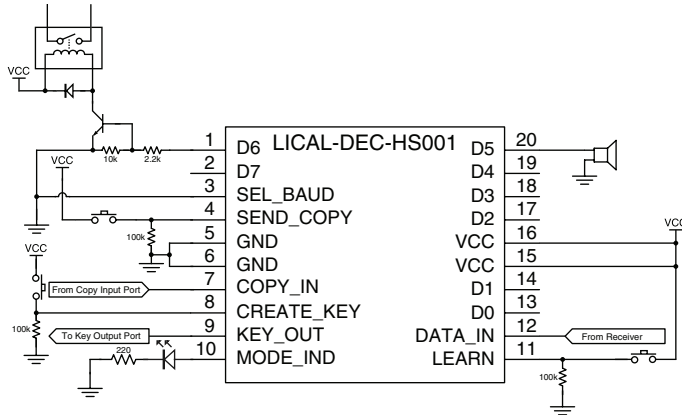 VCC
10k
2.2k
VCC
100k
VCC
From Copy Input Port
100k
To Key Output Port
220
LICAL-DEC-HS001
1 D6
2 D7
3 SEL_BAUD
4 SEND_COPY
5 GND
6 GND
7 COPY_IN
8 CREATE_KEY
9 KEY_OUT
10 MODE_IND
D5 20
D4 19
D3 18
D2 17
VCC 16
VCC 15
D1 14
D0 13
DATA_IN 12
LEARN 11
VCC
From Receiver
100k